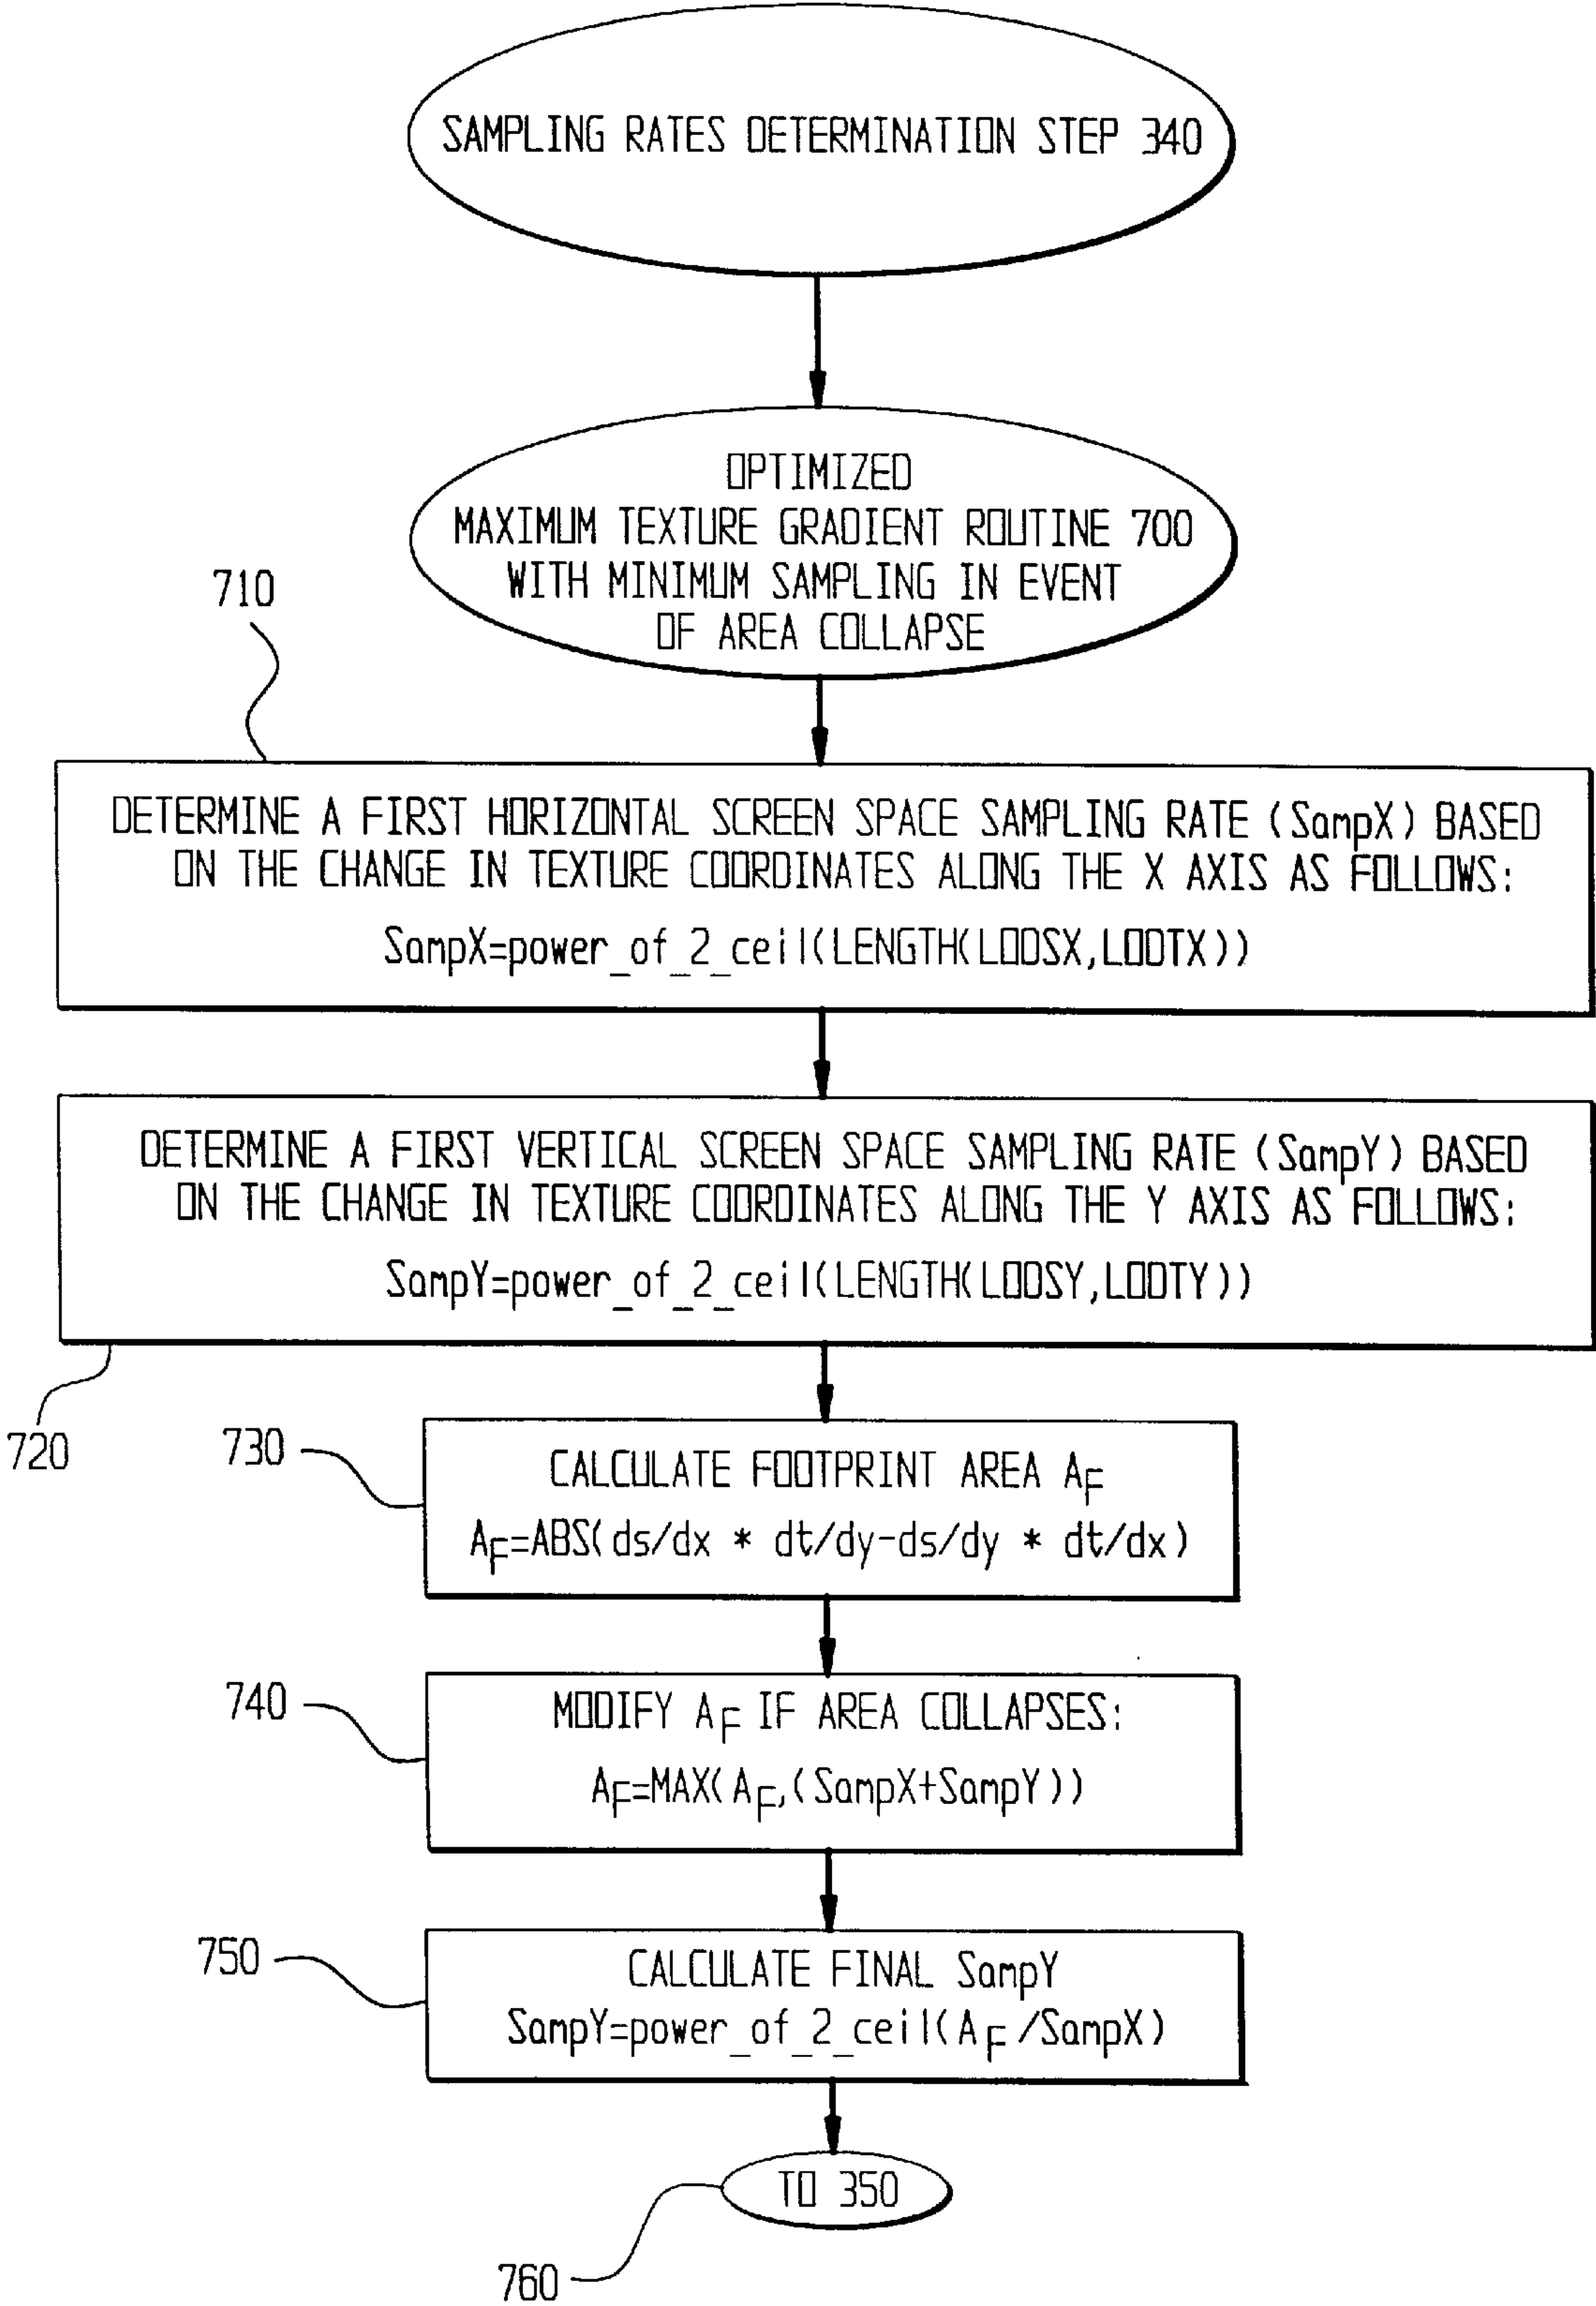 SAMPLING RATES DETERMINATION STEP 340
OPTIMIZED
MAXIMUM TEXTURE GRADIENT ROUTINE 700
WITH MINIMUM SAMPLING IN EVENT
OF AREA COLLAPSE
710
DETERMINE A FIRST HORIZONTAL SCREEN SPACE SAMPLING RATE (SampX) BASED
ON THE CHANGE IN TEXTURE COORDINATES ALONG THE X AXIS AS FOLLOWS:
SampX=power_of_2_ceil(LENGTH(LODSX,LODTX))
DETERMINE A FIRST VERTICAL SCREEN SPACE SAMPLING RATE (SampY) BASED
ON THE CHANGE IN TEXTURE COORDINATES ALONG THE Y AXIS AS FOLLOWS:
SampY=power_of_2_ceil(LENGTH(LODSY,LODTY))
720
730
CALCULATE FOOTPRINT AREA AF
AF=ABS(ds/dx * dt/dy-ds/dy * dt/dx)
740
MODIFY AF IF AREA COLLAPSES:
AF=MAX(AF,(SampX+SampY))
750
CALCULATE FINAL SampY
SampY=power_of_2_ceil(AF/SampX)
TO 350
760